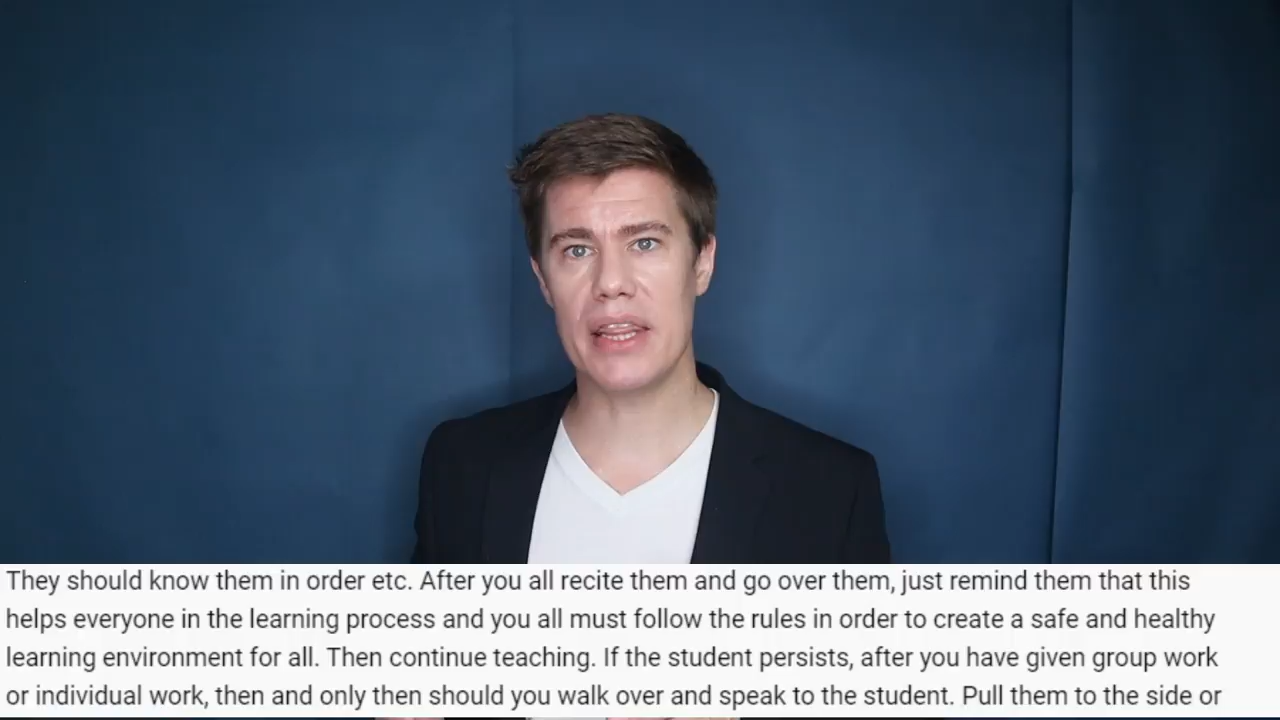 They should know them in order etc. After you all recite them and go over them, just remind them that this
helps everyone in the learning process and you all must follow the rules in order to create a safe and healthy
learning environment for all. Then continue teaching. If the student persists, after you have given group work
or individual work, then and only then should you walk over and speak to the student. Pull them to the side or